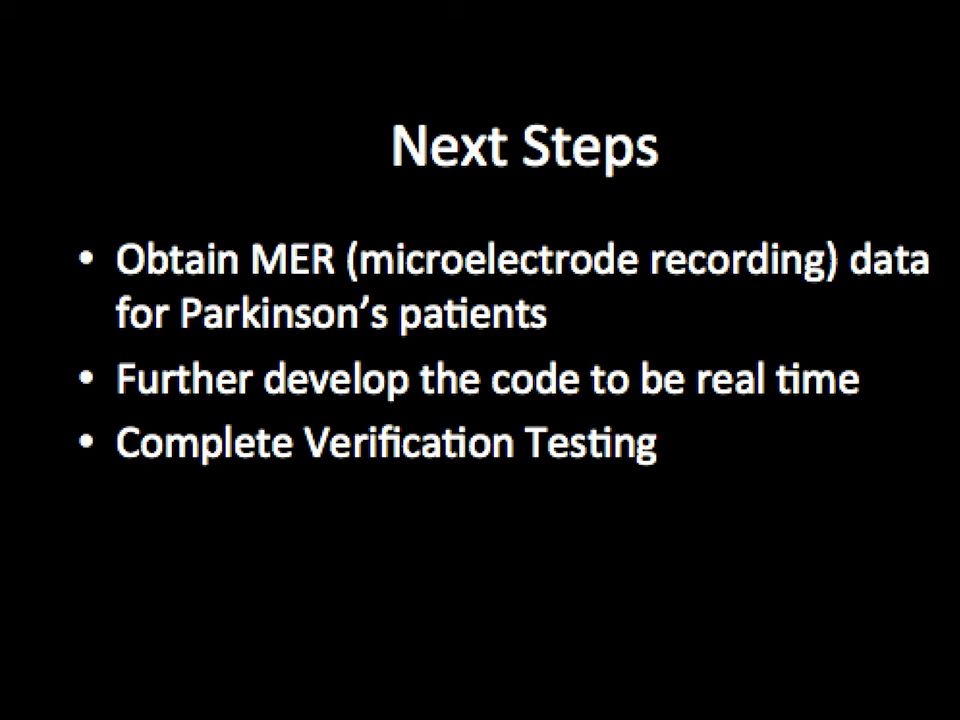 Next Steps
• Obtain MER (microelectrode recording) data
for Parkinson’s patients
• Further develop the code to be real time
• Complete Verification Testing